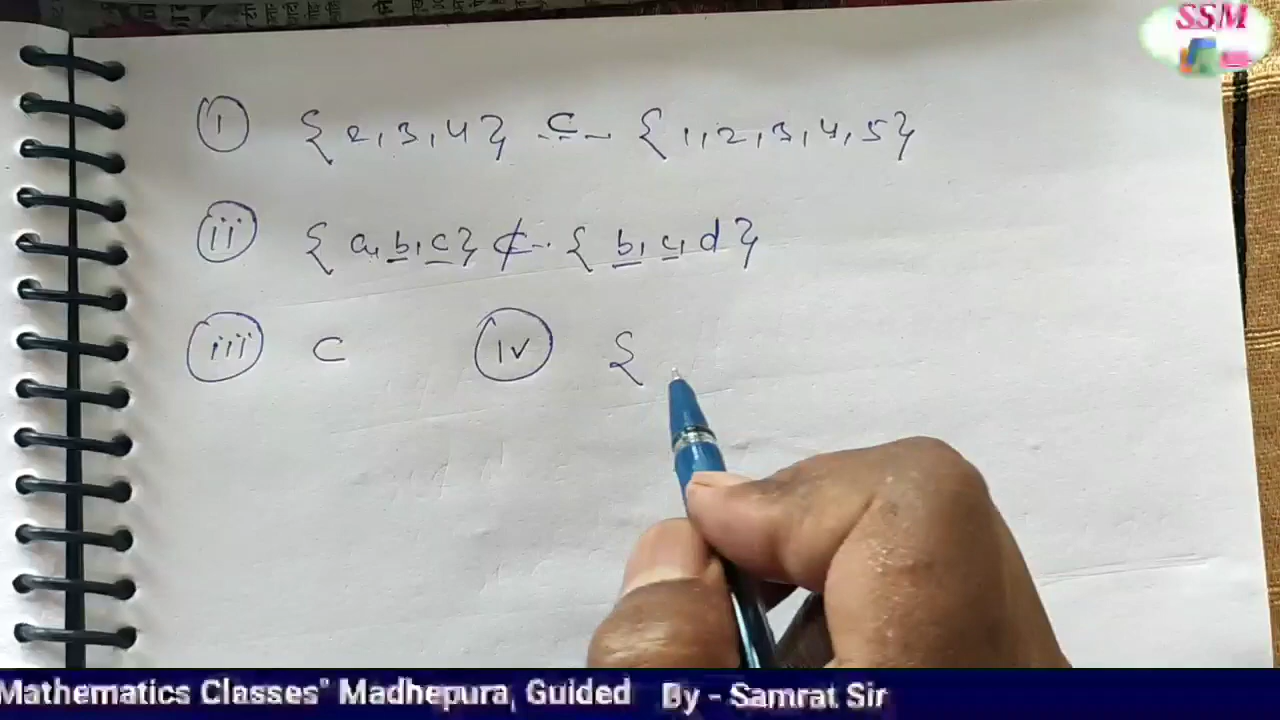 SSM
(i) {2, 3, 4} ⊂ {1, 2, 3, 4, 5}
(ii) {a, b, c} ⊄ {b, c, d}
(iii) ⊂ (iv) {
Mathematics Classes" Madhepura, Guided By - Samrat Sir